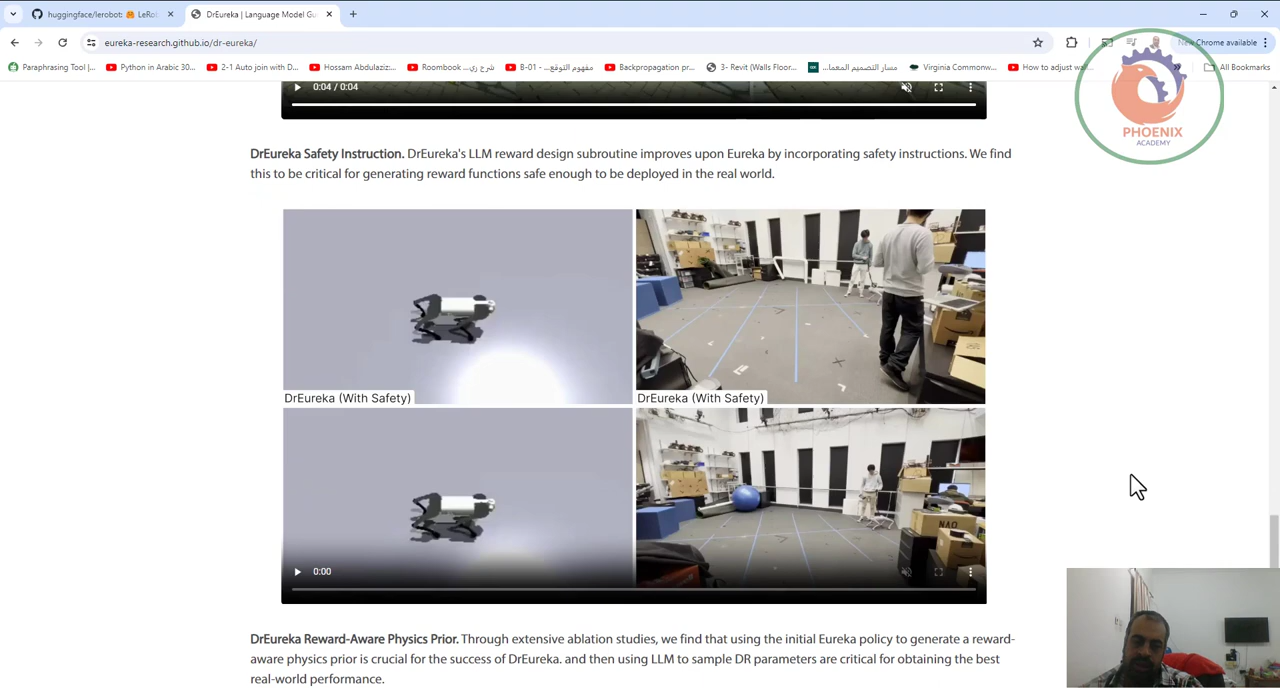 huggingface/lerobot: 🤗 LeRo
DrEureka | Language Model Gu
eureka-research.github.io/dr-eureka/
New Chrome available
Paraphrasing Tool |...
Python in Arabic 30...
2-1 Auto join with D...
Hossam Abdulaziz:...
Roombook شرح ري...
B-01 - مفهوم التوقع...
Backpropagation pr...
3- Revit (Walls Floor...
مسار التصميم المعما...
Virginia Commonw...
How to adjust wal
All Bookmarks
0:04 / 0:04
PHOENIX
ACADEMY
DrEureka Safety Instruction. DrEureka's LLM reward design subroutine improves upon Eureka by incorporating safety instructions. We find
this to be critical for generating reward functions safe enough to be deployed in the real world.
DrEureka (With Safety)
DrEureka (With Safety)
NAO
0:00
DrEureka Reward-Aware Physics Prior. Through extensive ablation studies, we find that using the initial Eureka policy to generate a reward-
aware physics prior is crucial for the success of DrEureka. and then using LLM to sample DR parameters are critical for obtaining the best
real-world performance.